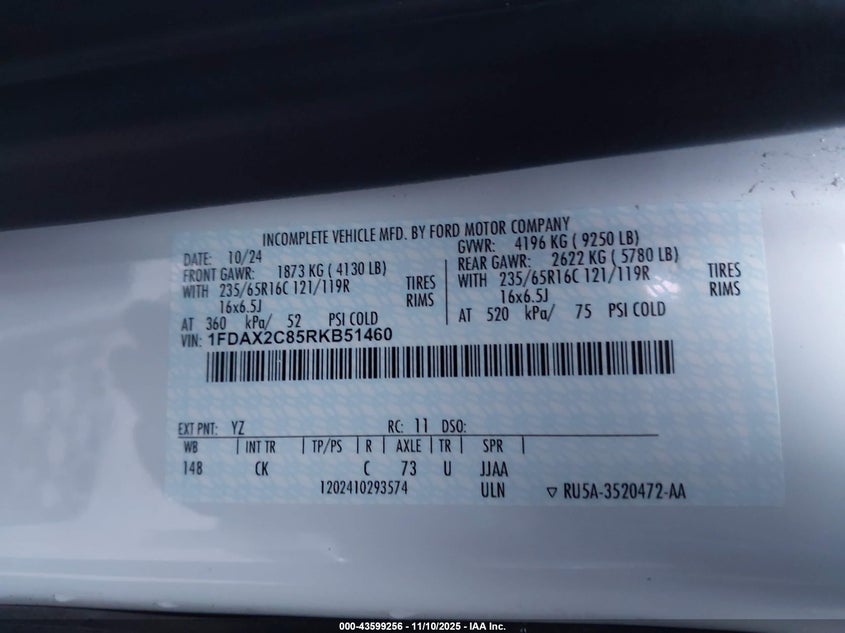 INCOMPLETE VEHICLE MFD. BY FORD MOTOR COMPANY
DATE: 10/24 GVWR: 4196 KG ( 9250 LB)
FRONT GAWR: 1873 KG ( 4130 LB) REAR GAWR: 2622 KG ( 5780 LB)
WITH 235/65R16C 121/119R TIRES WITH 235/65R16C 121/119R TIRES
16x6.5J RIMS 16x6.5J RIMS
AT 360 kPa/ 52 PSI COLD AT 520 kPa/ 75 PSI COLD
VIN: 1FDAX2C85RKB51460
EXT PNT: YZ RC: 11 DSO:
WB | INT TR | TP/PS | R | AXLE | TR | SPR |
148 CK C 73 U JJAA
1202410293574 ULN ▽ RU5A-3520472-AA
000-43599256 - 11/10/2025 - IAA Inc.